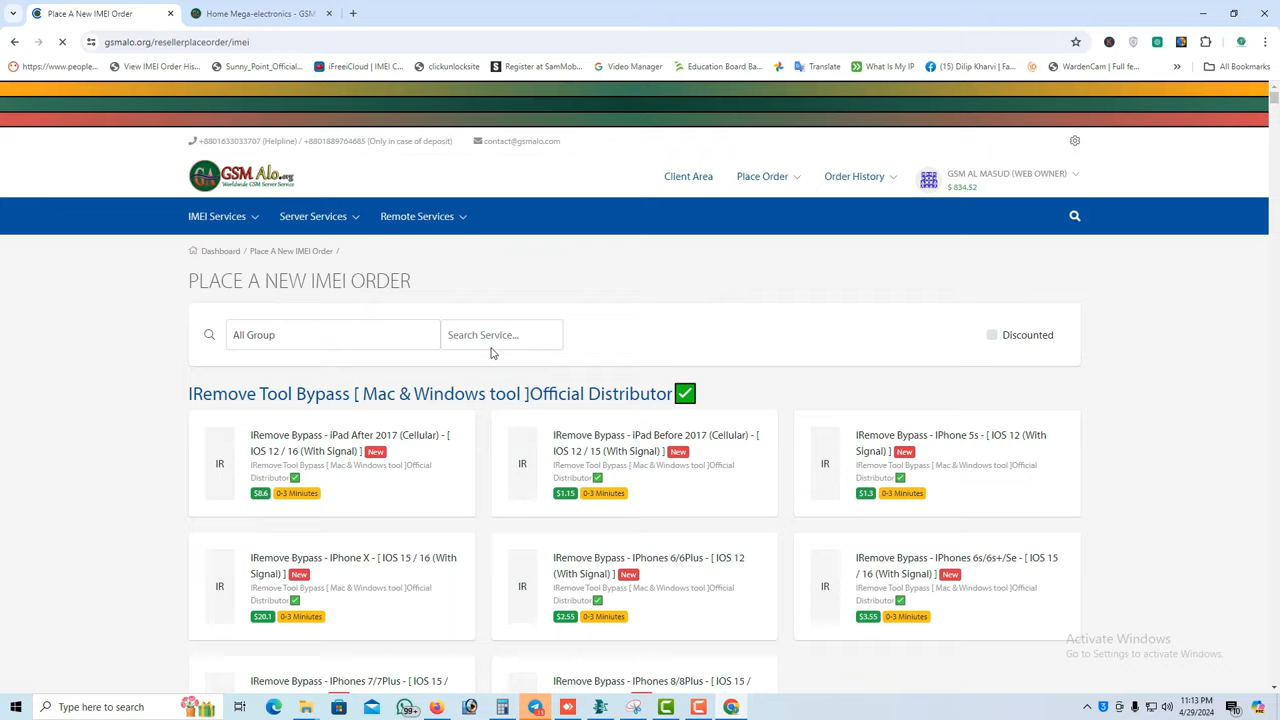 Place A New IMEI Order
Home Mega-electronics - GSM
gsmalo.org/resellerplaceorder/imei
https://www.people...
View IMEI Order His...
Sunny_Point_Official...
iFreeiCloud | IMEI C...
clickunlocksite
Register at SamMob...
Video Manager
Education Board Ba...
Translate
What Is My IP
(15) Dilip Kharvi | Fa...
WardenCam | Full fe...
All Bookmarks
+8801633033707 (Helpline) / +8801889764685 (Only in case of deposit)
contact@gsmalo.com
GSM Alo.org
Worldwide GSM Server Service
Client Area
Place Order
Order History
GSM AL MASUD (WEB OWNER)
$ 834.52
IMEI Services
Server Services
Remote Services
Dashboard / Place A New IMEI Order /
PLACE A NEW IMEI ORDER
All Group
Search Service...
Discounted
IRemove Tool Bypass [ Mac & Windows tool ]Official Distributor✅
IR
IRemove Bypass - iPad After 2017 (Cellular) - [
IOS 12 / 16 (With Signal) ] New
IRemove Tool Bypass [ Mac & Windows tool ]Official
Distributor✅
$8.6 0-3 Miniutes
IR
IRemove Bypass - iPad Before 2017 (Cellular) - [
IOS 12 / 15 (With Signal) ] New
IRemove Tool Bypass [ Mac & Windows tool ]Official
Distributor✅
$1.15 0-3 Miniutes
IR
IRemove Bypass - IPhone 5s - [ IOS 12 (With
Signal) ] New
IRemove Tool Bypass [ Mac & Windows tool ]Official
Distributor✅
$1.3 0-3 Miniutes
IR
IRemove Bypass - IPhone X - [ IOS 15 / 16 (With
Signal) ] New
IRemove Tool Bypass [ Mac & Windows tool ]Official
Distributor✅
$20.1 0-3 Miniutes
IR
IRemove Bypass - IPhones 6/6Plus - [ IOS 12
(With Signal) ] New
IRemove Tool Bypass [ Mac & Windows tool ]Official
Distributor✅
$2.55 0-3 Miniutes
IR
IRemove Bypass - IPhones 6s/6s+/Se - [ IOS 15
/ 16 (With Signal) ] New
IRemove Tool Bypass [ Mac & Windows tool ]Official
Distributor✅
$3.55 0-3 Miniutes
IRemove Bypass - IPhones 7/7Plus - [ IOS 15 /
IRemove Bypass - IPhones 8/8Plus - [ IOS 15 /
Activate Windows
Go to Settings to activate Windows.
Type here to search
99+
11:13 PM
4/29/2024